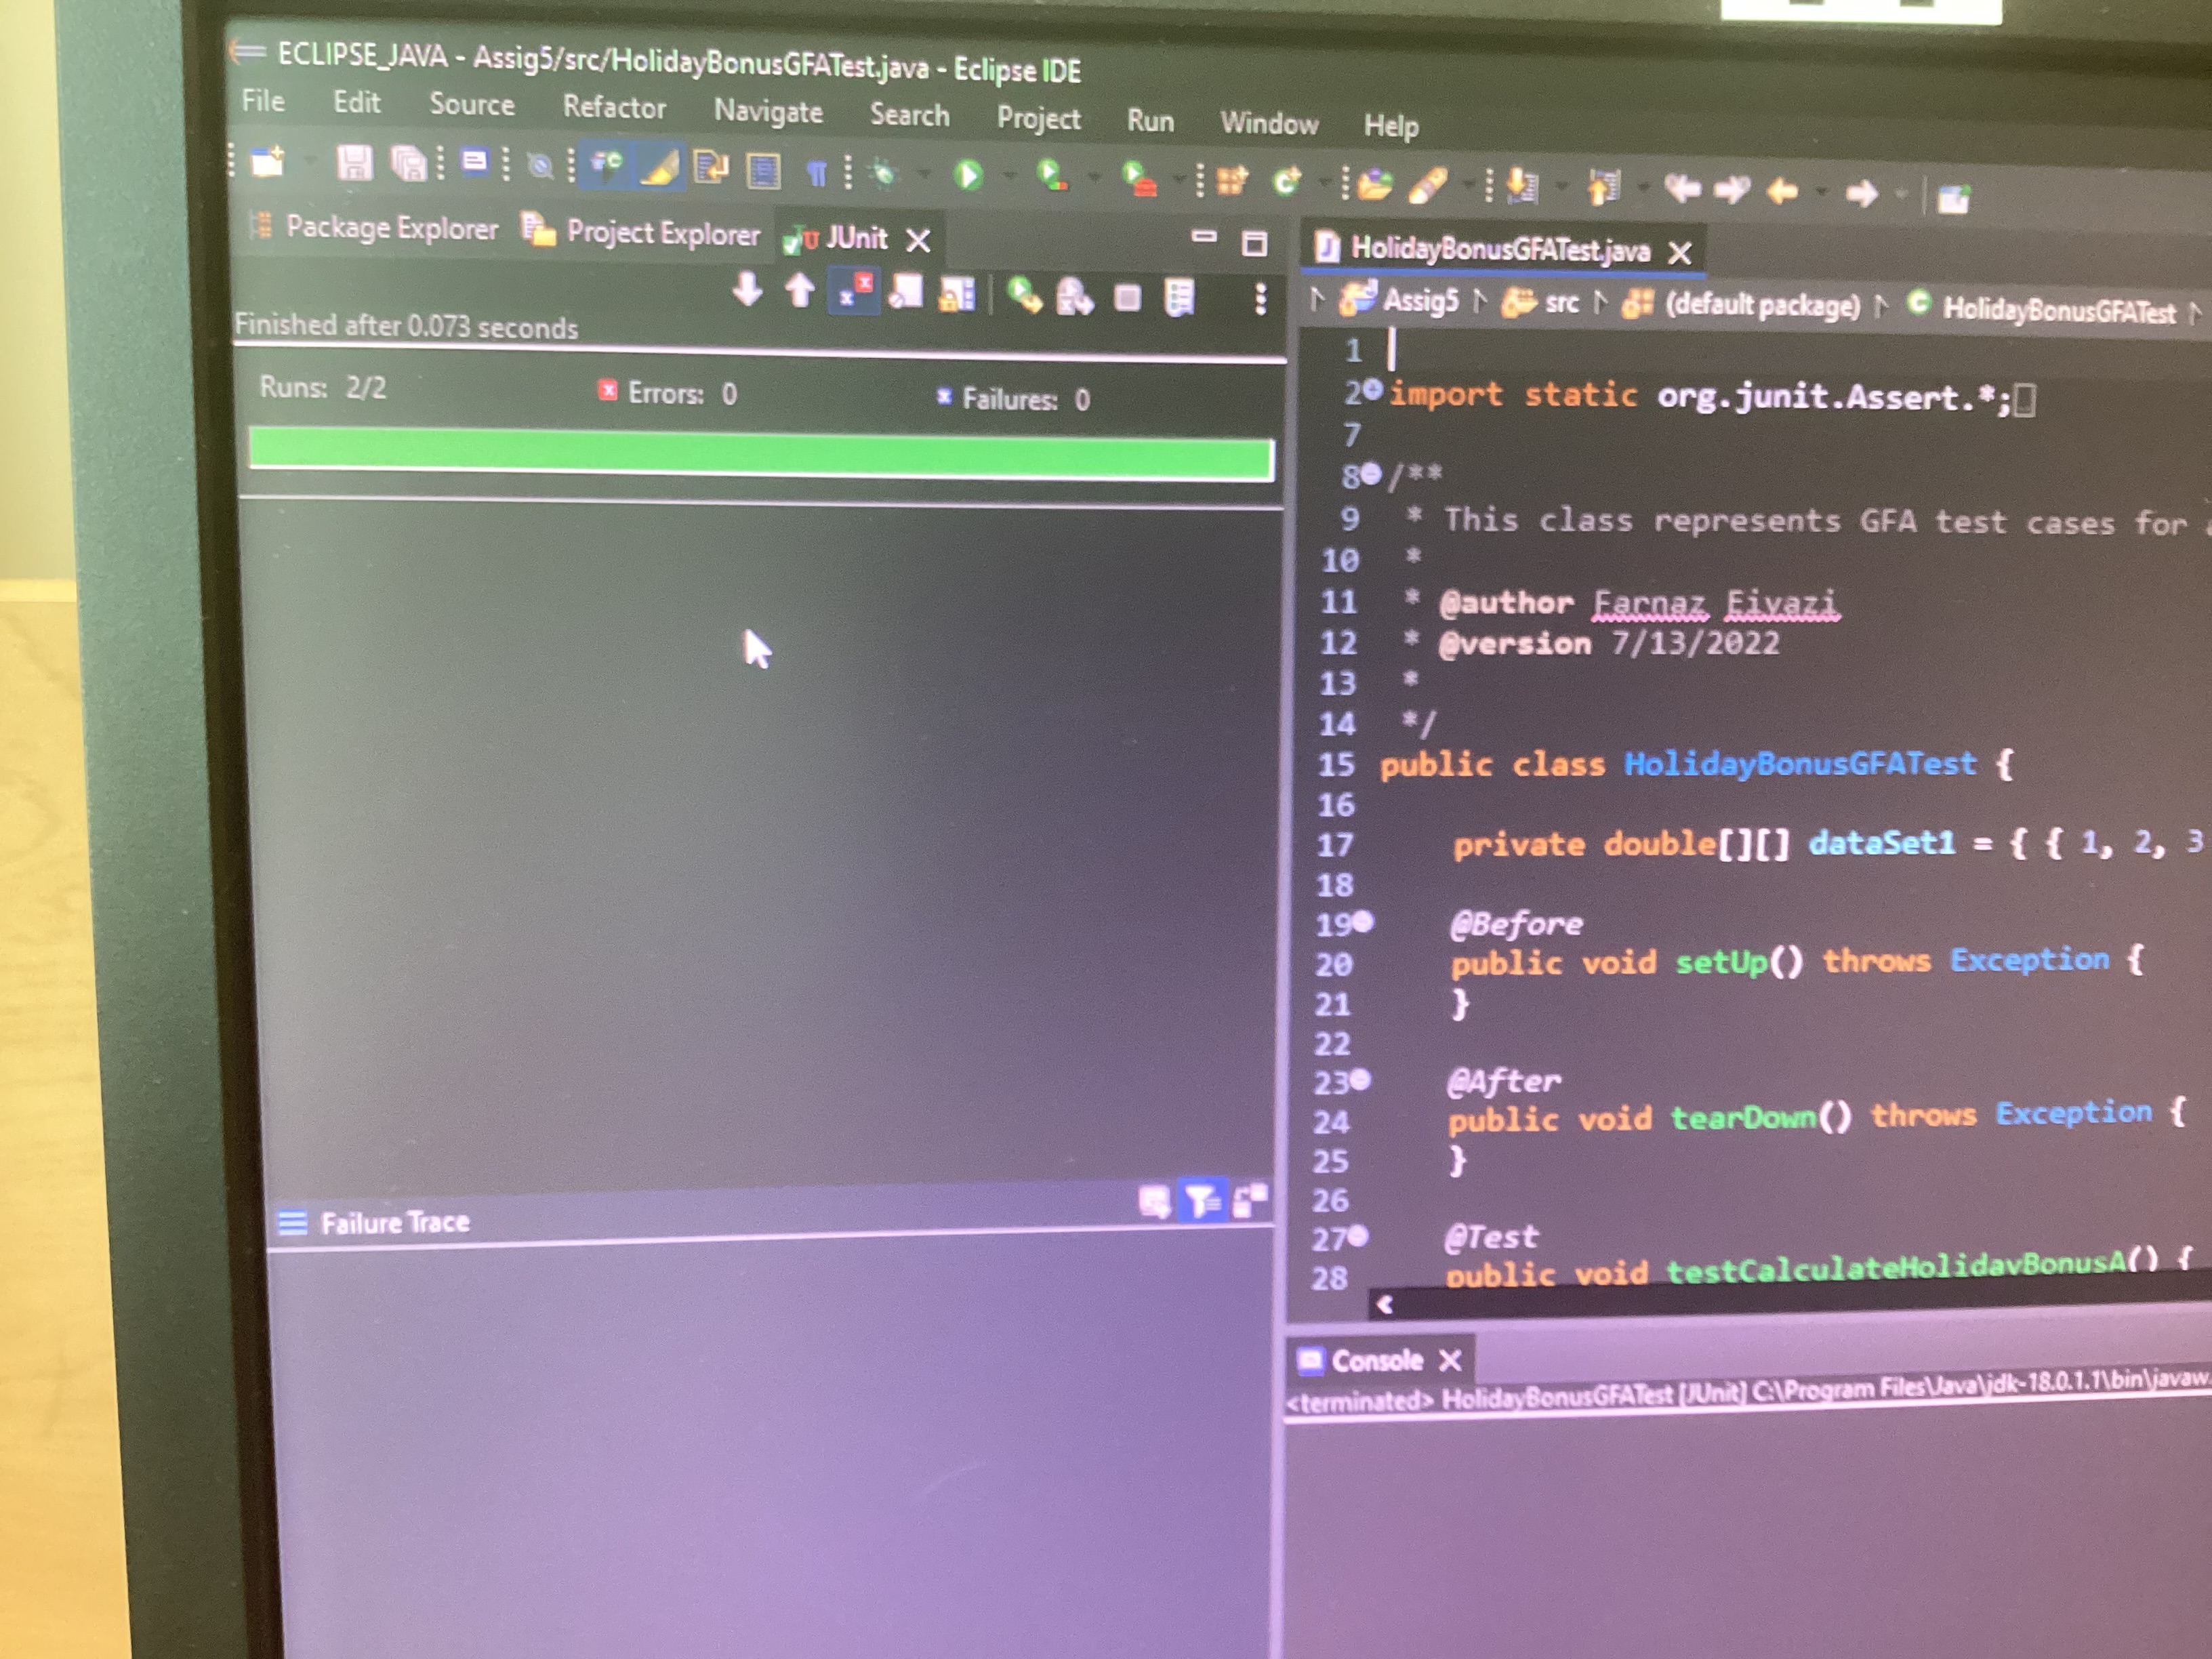 ECLIPSE_JAVA - Assig5/src/HolidayBonusGFATest.java - Eclipse IDE
File Edit Source Refactor Navigate Search Project Run Window Help
Package Explorer Project Explorer JUnit
Finished after 0.073 seconds
Runs: 2/2 Errors: 0 Failures: 0
Failure Trace
HolidayBonusGFATest.java
Assig5 src (default package) HolidayBonusGFATest
1
2 import static org.junit.Assert.*;
7
8 /**
9 * This class represents GFA test cases for
10 *
11 * @author Farnaz Eivazi
12 * @version 7/13/2022
13 *
14 */
15 public class HolidayBonusGFATest {
16
17 private double[][] dataSet1 = { { 1, 2, 3
18
19 @Before
20 public void setUp() throws Exception {
21 }
22
23 @After
24 public void tearDown() throws Exception {
25 }
26
27 @Test
28 public void testCalculateHolidayBonusA() {
Console
<terminated> HolidayBonusGFATest [JUnit] C:\Program Files\Java\jdk-18.0.1.1\bin\javaw.